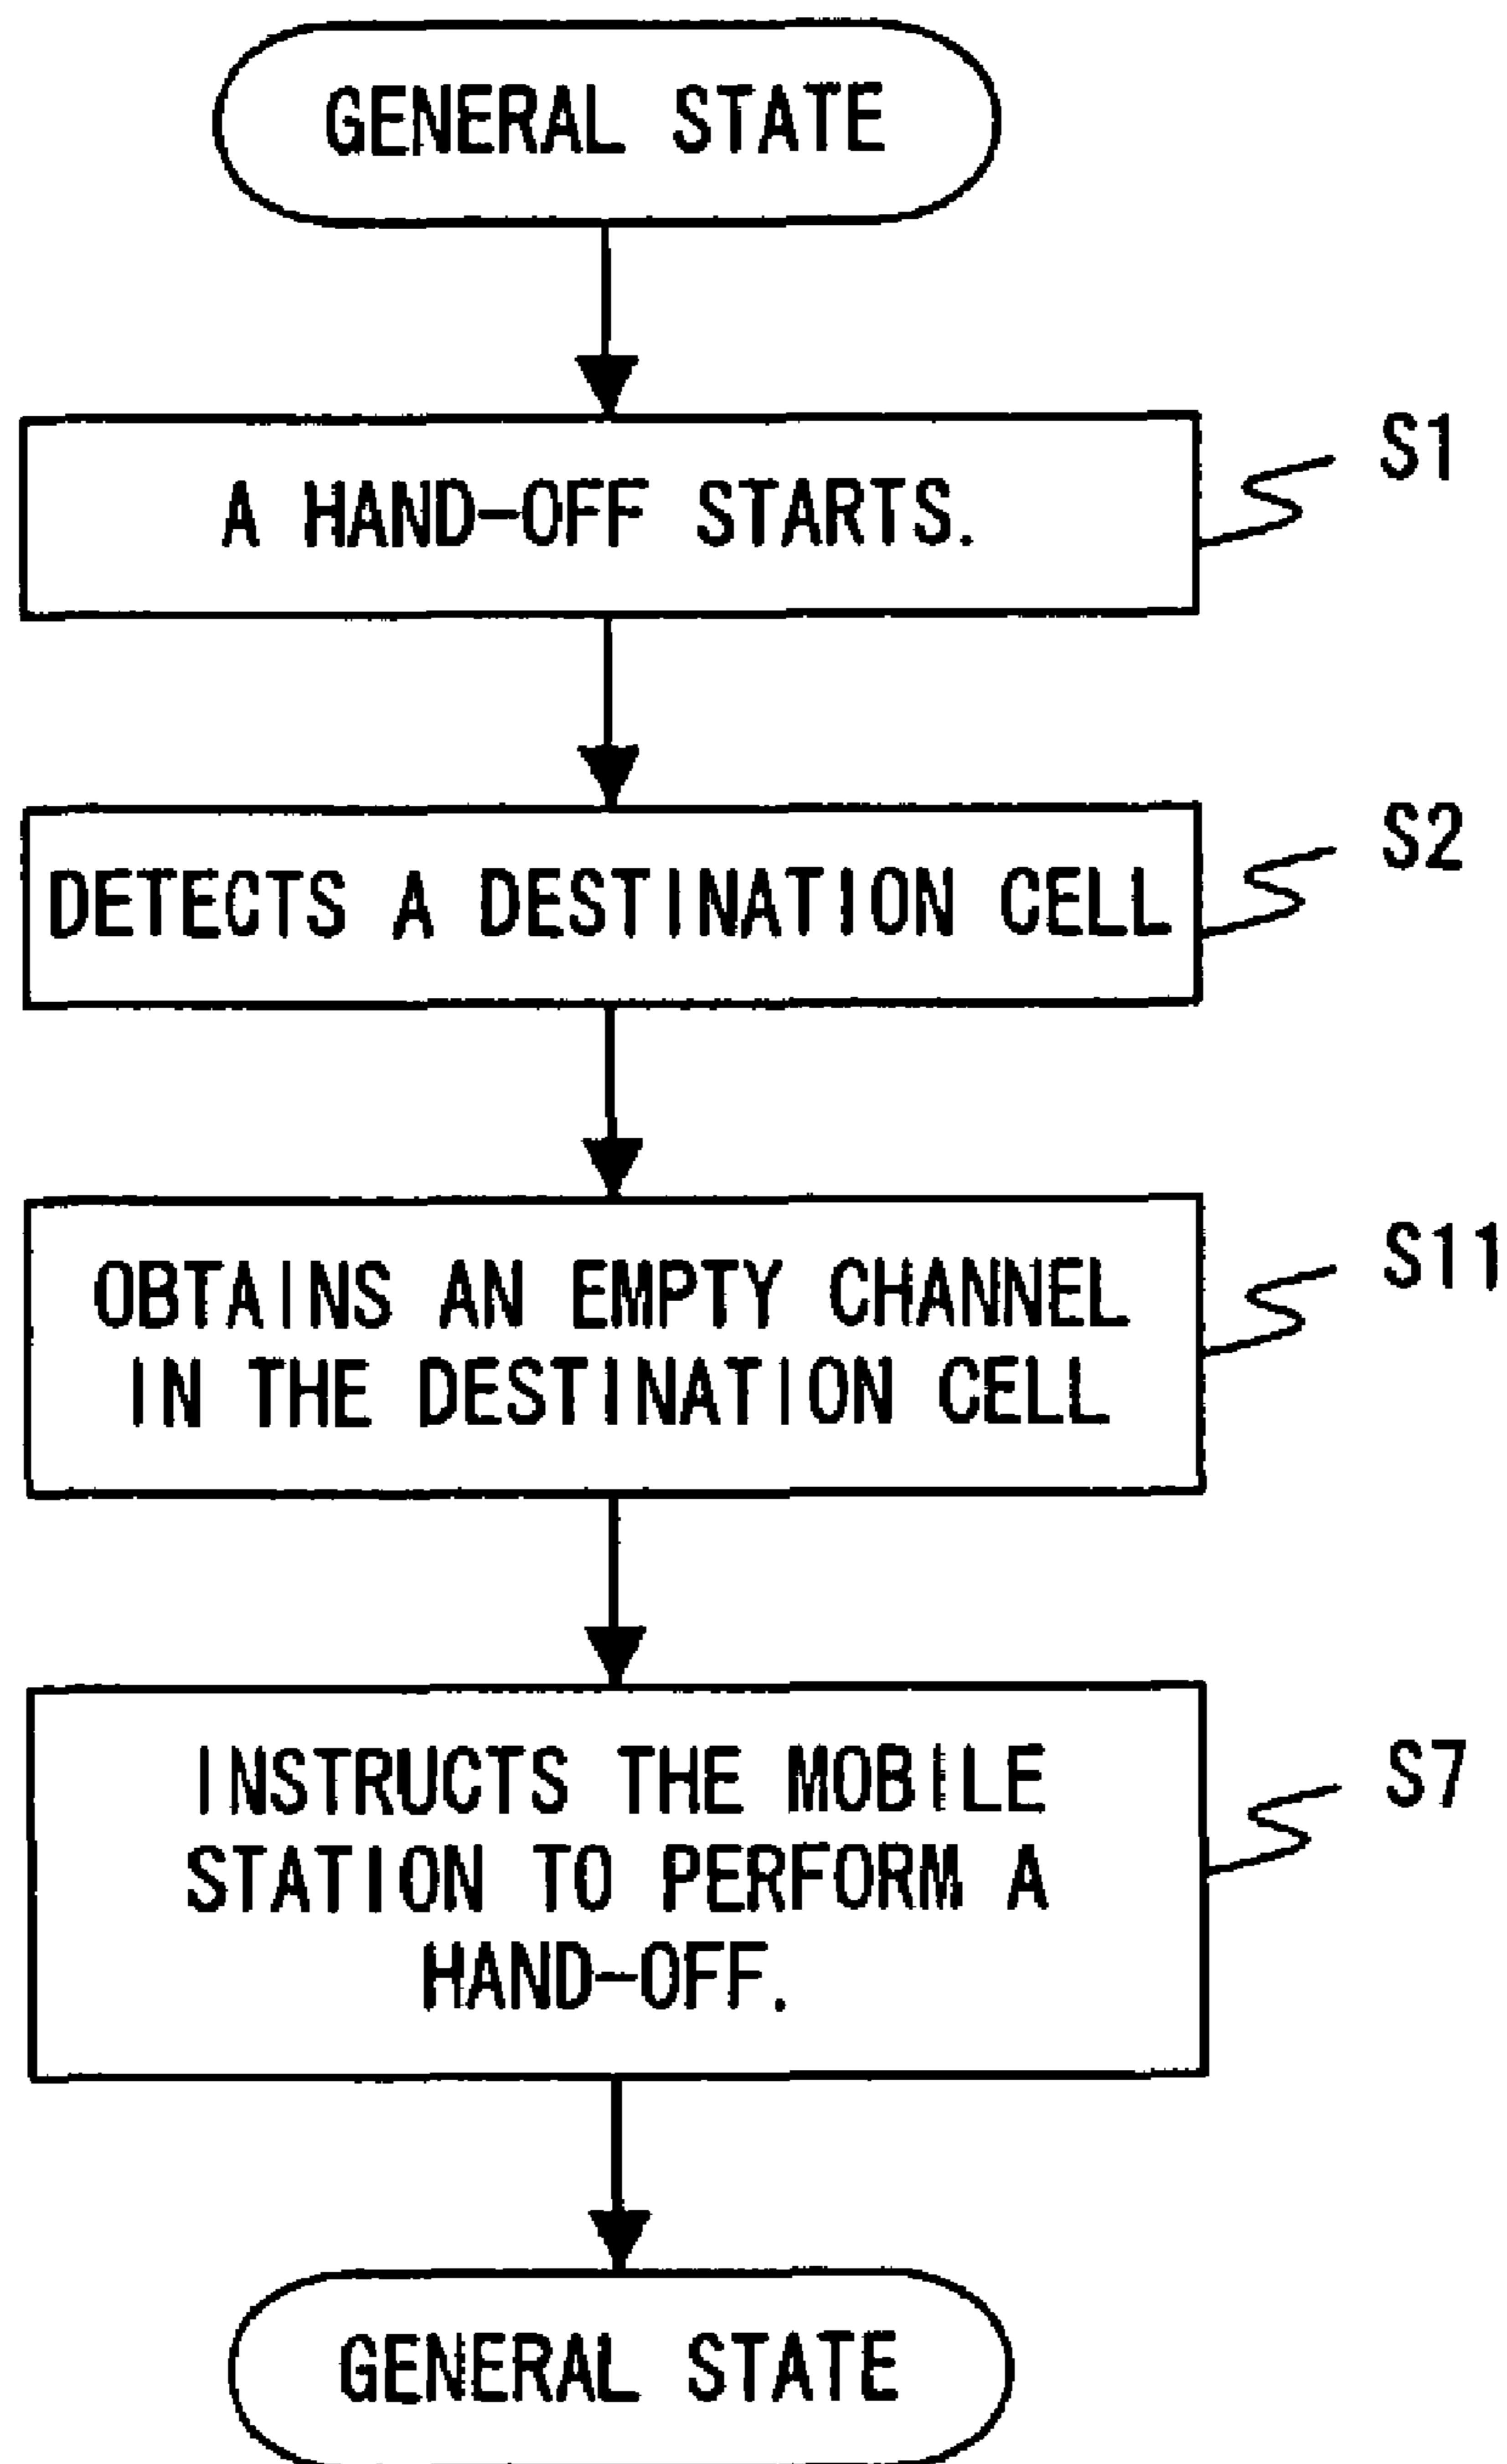 GENERAL STATE
A HAND-OFF STARTS.
S1
DETECTS A DESTINATION CELL
S2
OBTAINS AN EMPTY CHANNEL
IN THE DESTINATION CELL
S11
INSTRUCTS THE MOBILE
STATION TO PERFORM A
HAND-OFF.
S7
GENERAL STATE